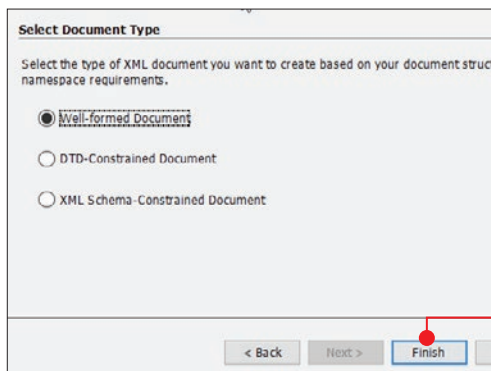 Select Document Type
Select the type of XML document you want to create based on your document struct
namespace requirements.
Well-formed Document
DTD-Constrained Document
XML Schema-Constrained Document
< Back Next > Finish